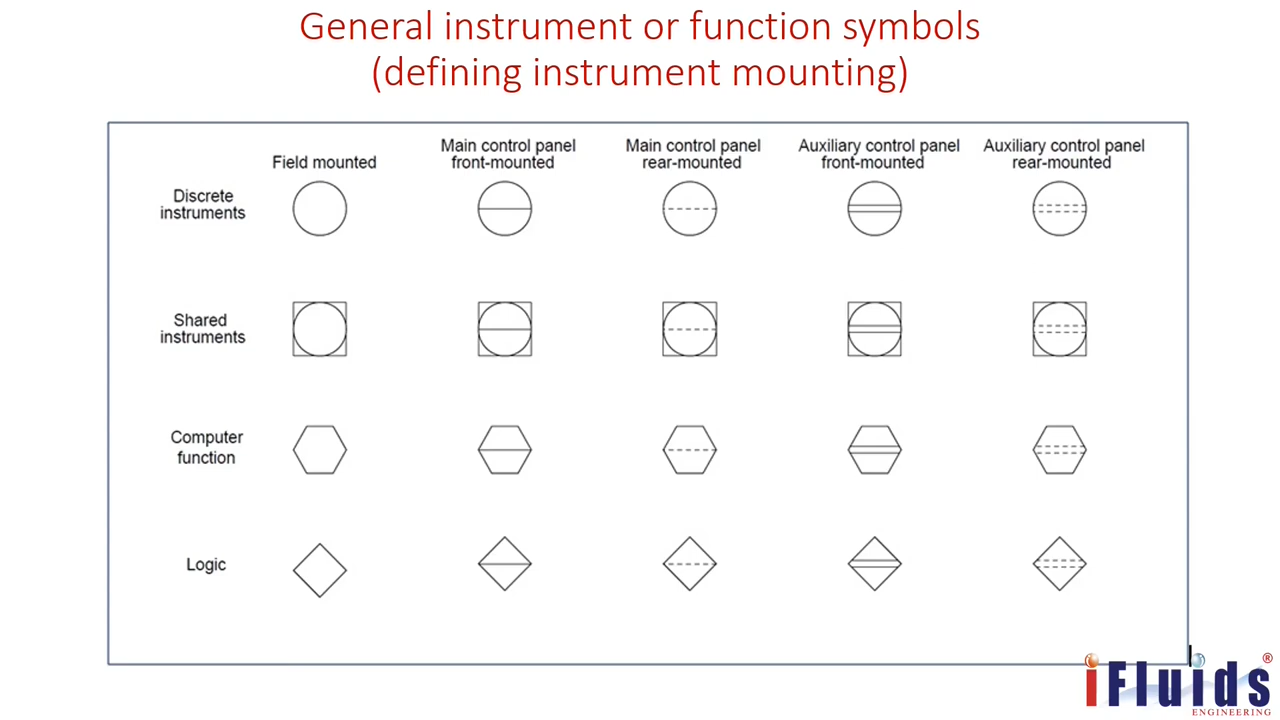 General instrument or function symbols
(defining instrument mounting)
Field mounted
Main control panel
front-mounted
Main control panel
rear-mounted
Auxiliary control panel
front-mounted
Auxiliary control panel
rear-mounted
Discrete
instruments
Shared
instruments
Computer
function
Logic
iFluids®
ENGINEERING